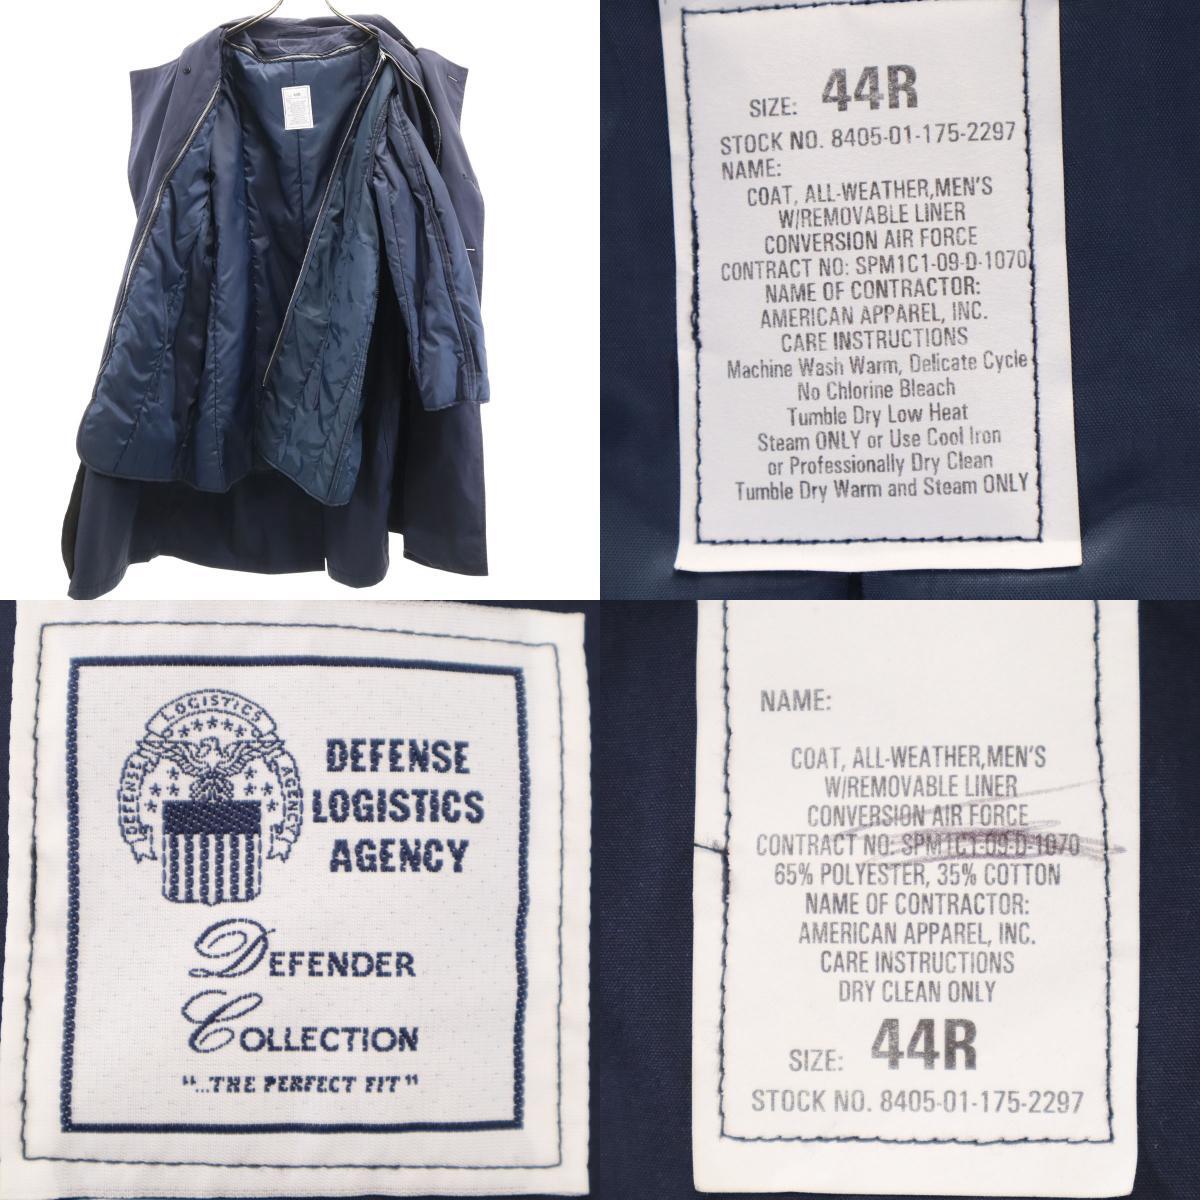 44R
SIZE: 44R
STOCK NO. 8405-01-175-2297
NAME:
COAT, ALL-WEATHER,MEN'S
W/REMOVABLE LINER
CONVERSION AIR FORCE
CONTRACT NO: SPM1C1-09-D-1070
NAME OF CONTRACTOR:
AMERICAN APPAREL, INC.
CARE INSTRUCTIONS
Machine Wash Warm, Delicate Cycle
No Chlorine Bleach
Tumble Dry Low Heat
Steam ONLY or Use Cool Iron
or Professionally Dry Clean
Tumble Dry Warm and Steam ONLY
DEFENSE LOGISTICS AGENCY
DEFENSE
LOGISTICS
AGENCY
DEFENDER
COLLECTION
"...THE PERFECT FIT"
NAME:
COAT, ALL-WEATHER,MEN'S
W/REMOVABLE LINER
CONVERSION AIR FORCE
CONTRACT NO: SPM1C1-09-D-1070
65% POLYESTER, 35% COTTON
NAME OF CONTRACTOR:
AMERICAN APPAREL, INC.
CARE INSTRUCTIONS
DRY CLEAN ONLY
SIZE: 44R
STOCK NO. 8405-01-175-2297